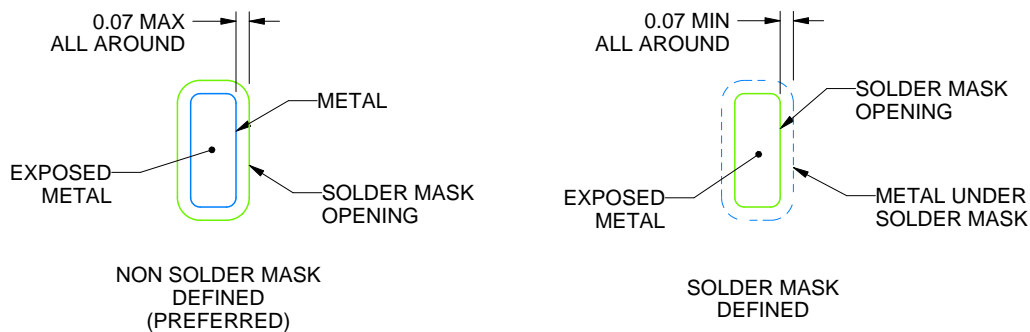 0.07 MAX
ALL AROUND
METAL
EXPOSED
METAL
SOLDER MASK
OPENING
NON SOLDER MASK
DEFINED
(PREFERRED)
0.07 MIN
ALL AROUND
SOLDER MASK
OPENING
EXPOSED
METAL
METAL UNDER
SOLDER MASK
SOLDER MASK
DEFINED